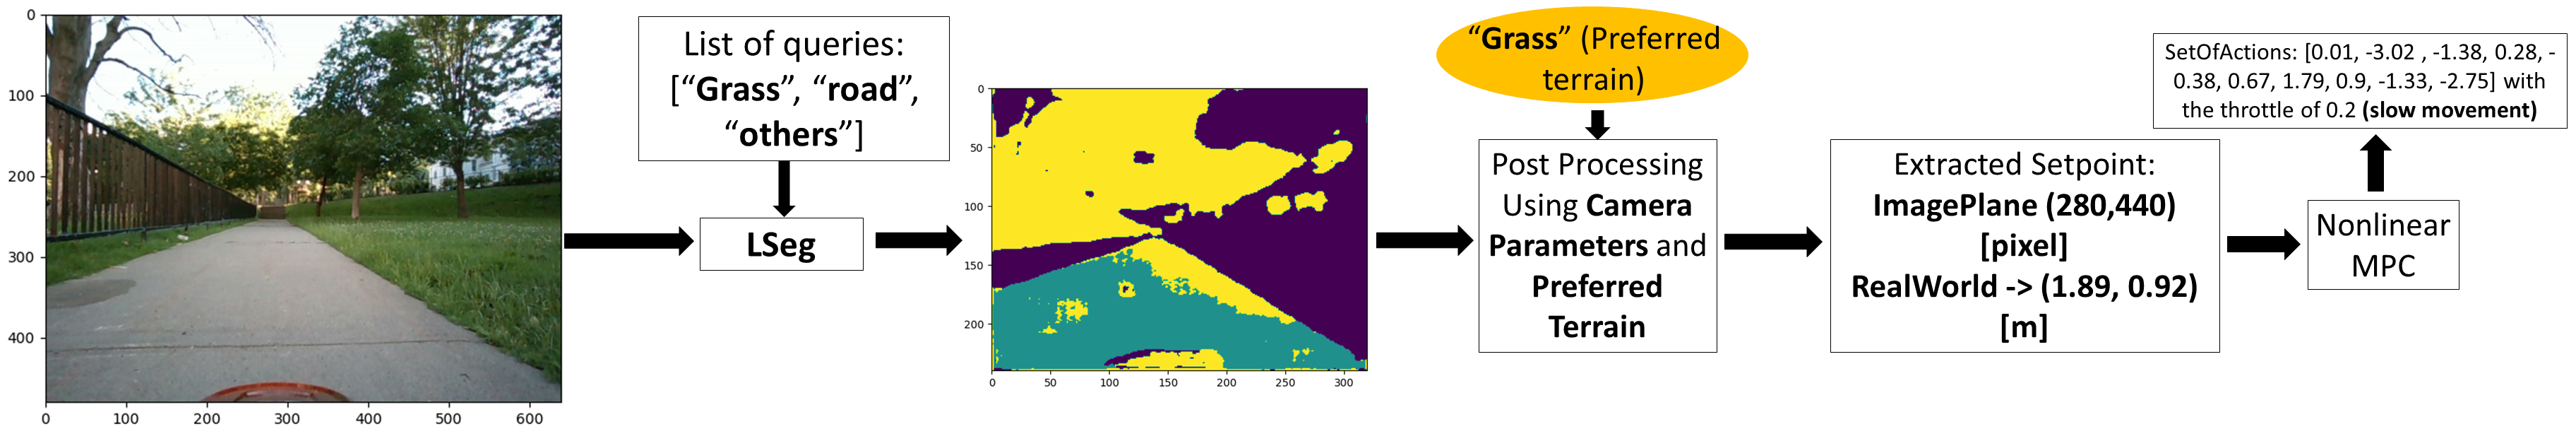 0
100
200
300
400
0
100
200
300
400
500
600
List of queries:
[“Grass”, “road”,
“others”]
LSeg
0
50
100
150
200
0
50
100
150
200
250
300
“Grass” (Preferred
terrain)
Post Processing
Using Camera
Parameters and
Preferred
Terrain
Extracted Setpoint:
ImagePlane (280,440)
[pixel]
RealWorld -> (1.89, 0.92)
[m]
Nonlinear
MPC
SetOfActions: [0.01, -3.02 , -1.38, 0.28, -
0.38, 0.67, 1.79, 0.9, -1.33, -2.75] with
the throttle of 0.2 (slow movement)